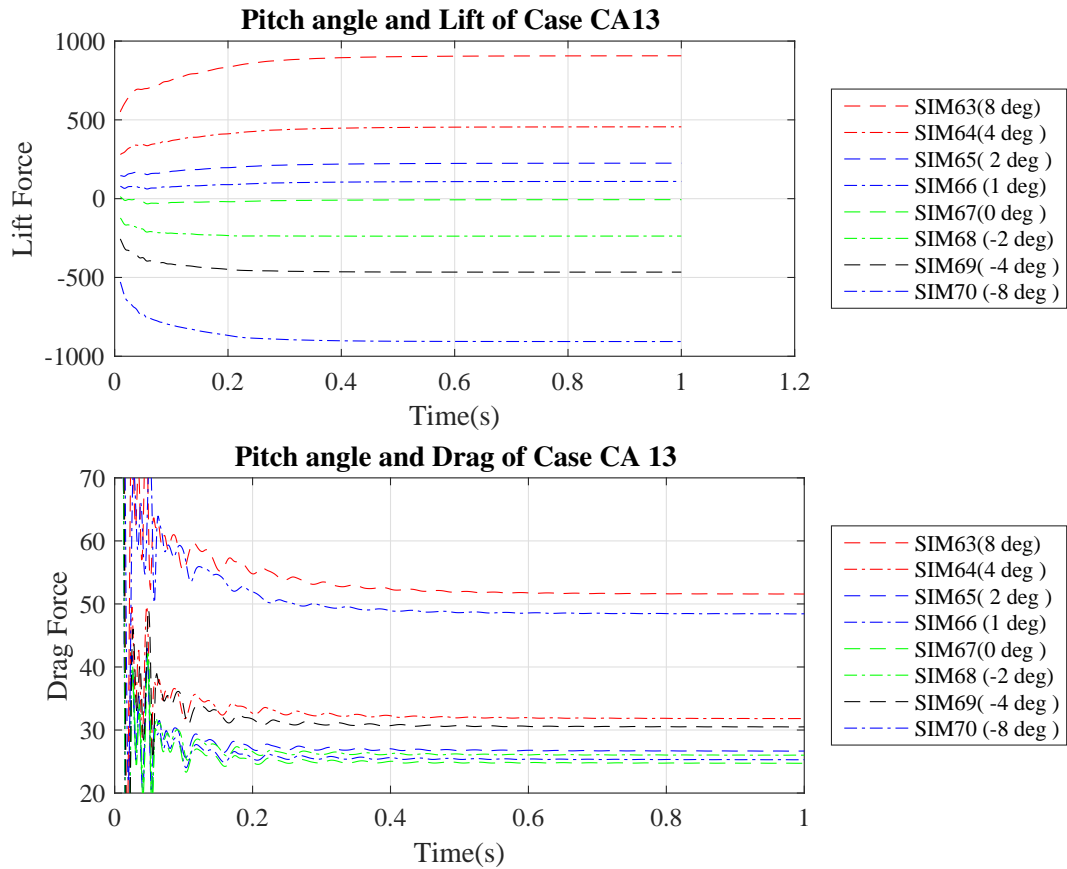 Pitch angle and Lift of Case CA13
1000
500
0
-500
-1000
Lift Force
0
0.2
0.4
0.6
0.8
1
1.2
Time(s)
SIM63(8 deg)
SIM64(4 deg )
SIM65( 2 deg )
SIM66 (1 deg)
SIM67(0 deg )
SIM68 (-2 deg)
SIM69( -4 deg )
SIM70 (-8 deg )
Pitch angle and Drag of Case CA 13
70
60
50
40
30
20
Drag Force
0
0.2
0.4
0.6
0.8
1
Time(s)
SIM63(8 deg)
SIM64(4 deg )
SIM65( 2 deg )
SIM66 (1 deg)
SIM67(0 deg )
SIM68 (-2 deg)
SIM69( -4 deg )
SIM70 (-8 deg )